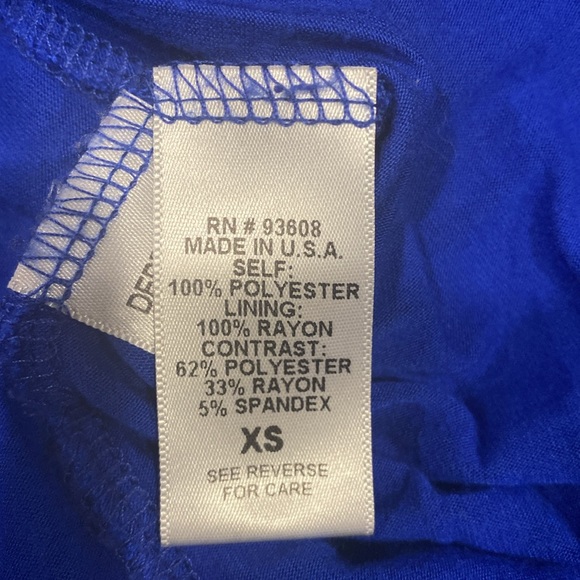 RN # 93608
MADE IN U.S.A.
SELF:
100% POLYESTER
LINING:
100% RAYON
CONTRAST:
62% POLYESTER
33% RAYON
5% SPANDEX
XS
SEE REVERSE
FOR CARE